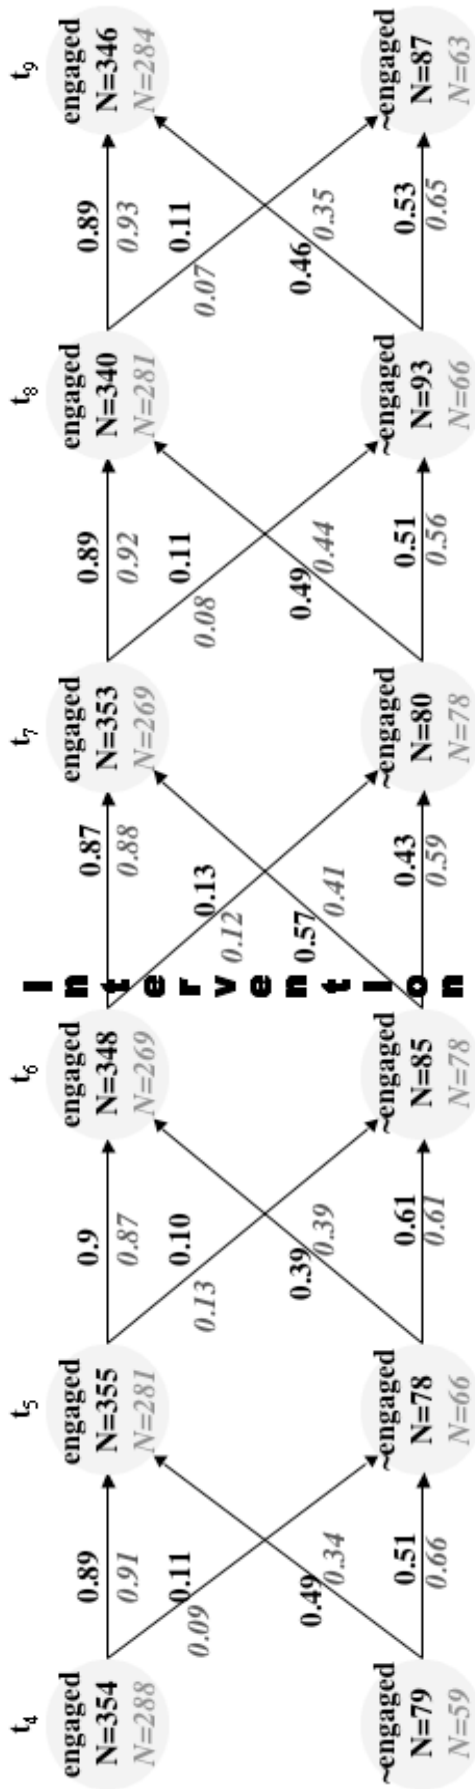 t4
engaged
N=354
N=288
~engaged
N=79
N=59
0.89
0.91
0.11
0.09
0.49
0.34
0.51
0.66
t5
engaged
N=355
N=281
~engaged
N=78
N=66
0.9
0.87
0.10
0.13
0.39
0.39
0.61
0.61
t6
engaged
N=348
N=269
~engaged
N=85
N=78
Intervention
0.87
0.88
0.13
0.12
0.57
0.41
0.43
0.59
t7
engaged
N=353
N=269
~engaged
N=80
N=78
0.89
0.92
0.11
0.08
0.49
0.44
0.51
0.56
t8
engaged
N=340
N=281
~engaged
N=93
N=66
0.89
0.93
0.11
0.07
0.46
0.35
0.53
0.65
t9
engaged
N=346
N=284
~engaged
N=87
N=63